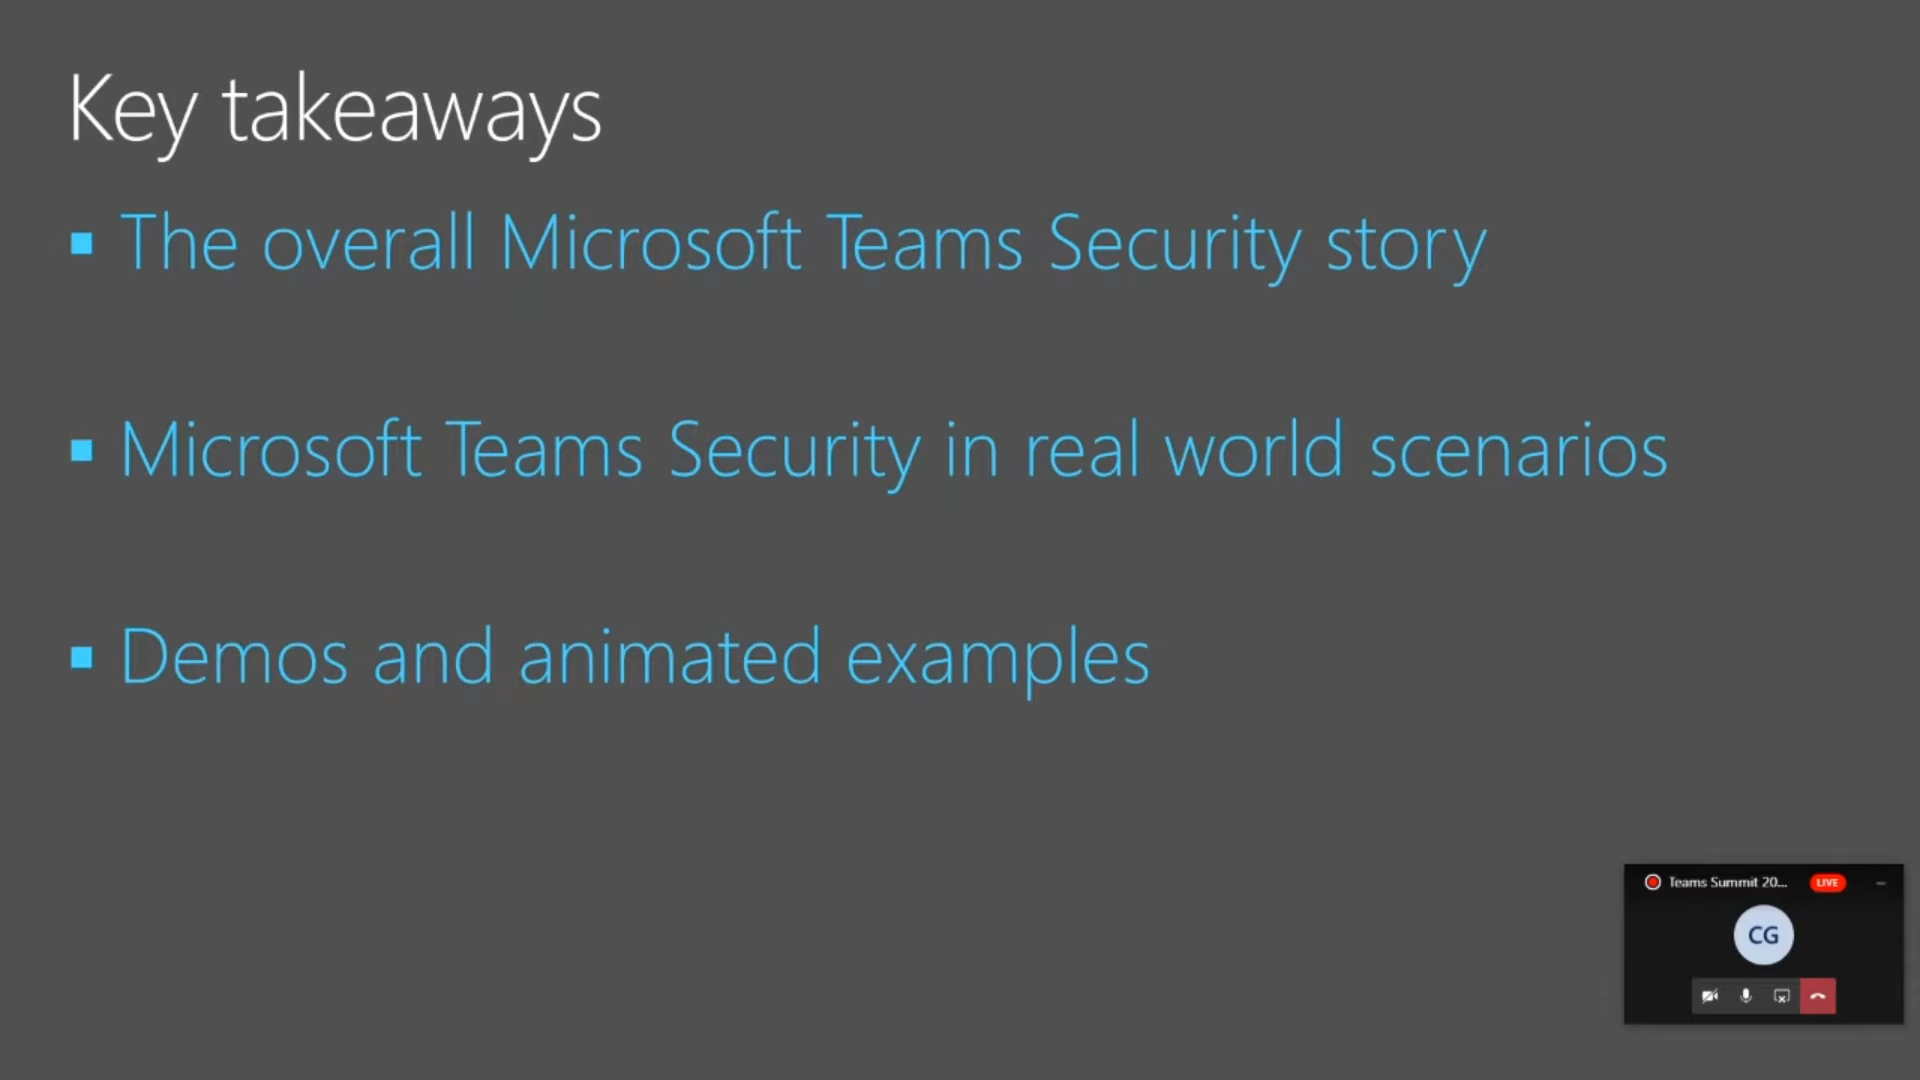 Key takeaways
The overall Microsoft Teams Security story
Microsoft Teams Security in real world scenarios
Demos and animated examples
Teams Summit 20... LIVE
CG